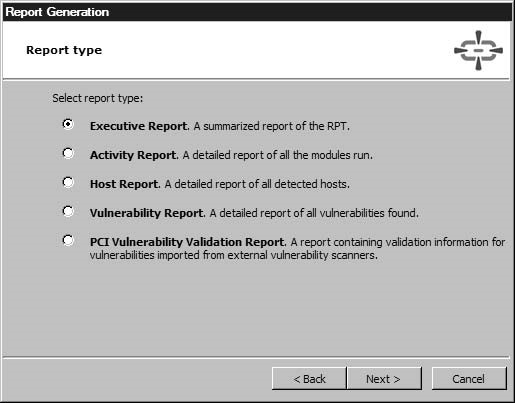 Report Generation
Report type
Select report type:
Executive Report. A summarized report of the RPT.
Activity Report. A detailed report of all the modules run.
Host Report. A detailed report of all detected hosts.
Vulnerability Report. A detailed report of all vulnerabilities found.
PCI Vulnerability Validation Report. A report containing validation information for
vulnerabilities imported from external vulnerability scanners.
< Back Next > Cancel